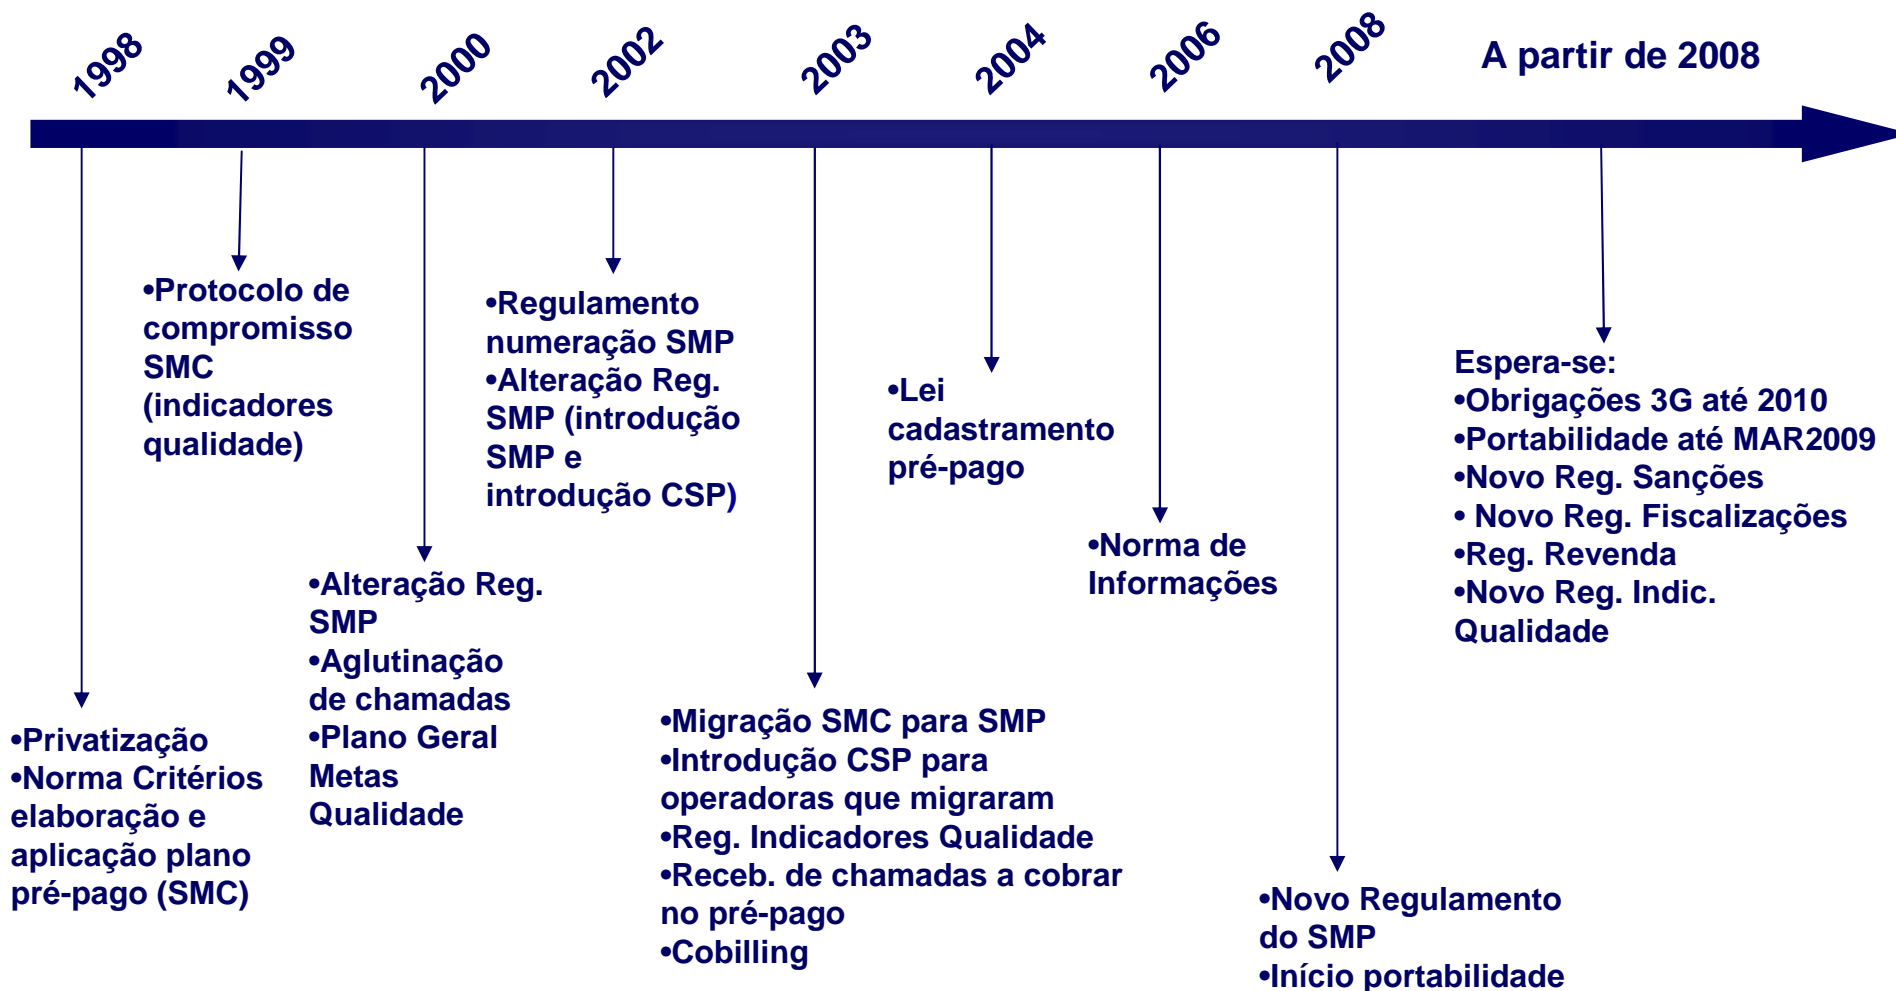 1998
1999
2000
2002
2003
2004
2006
2008
A partir de 2008
•Protocolo de
compromisso
SMC
(indicadores
qualidade)
•Regulamento
numeração SMP
•Alteração Reg.
SMP (introdução
SMP e
introdução CSP)
•Lei
cadastramento
pré-pago
Espera-se:
•Obrigações 3G até 2010
•Portabilidade até MAR2009
•Novo Reg. Sanções
• Novo Reg. Fiscalizações
•Reg. Revenda
•Novo Reg. Indic.
Qualidade
•Norma de
Informações
•Alteração Reg.
SMP
•Aglutinação
de chamadas
•Plano Geral
Metas
Qualidade
•Privatização
•Norma Critérios
elaboração e
aplicação plano
pré-pago (SMC)
•Migração SMC para SMP
•Introdução CSP para
operadoras que migraram
•Reg. Indicadores Qualidade
•Receb. de chamadas a cobrar
no pré-pago
•Cobilling
•Novo Regulamento
do SMP
•Início portabilidade